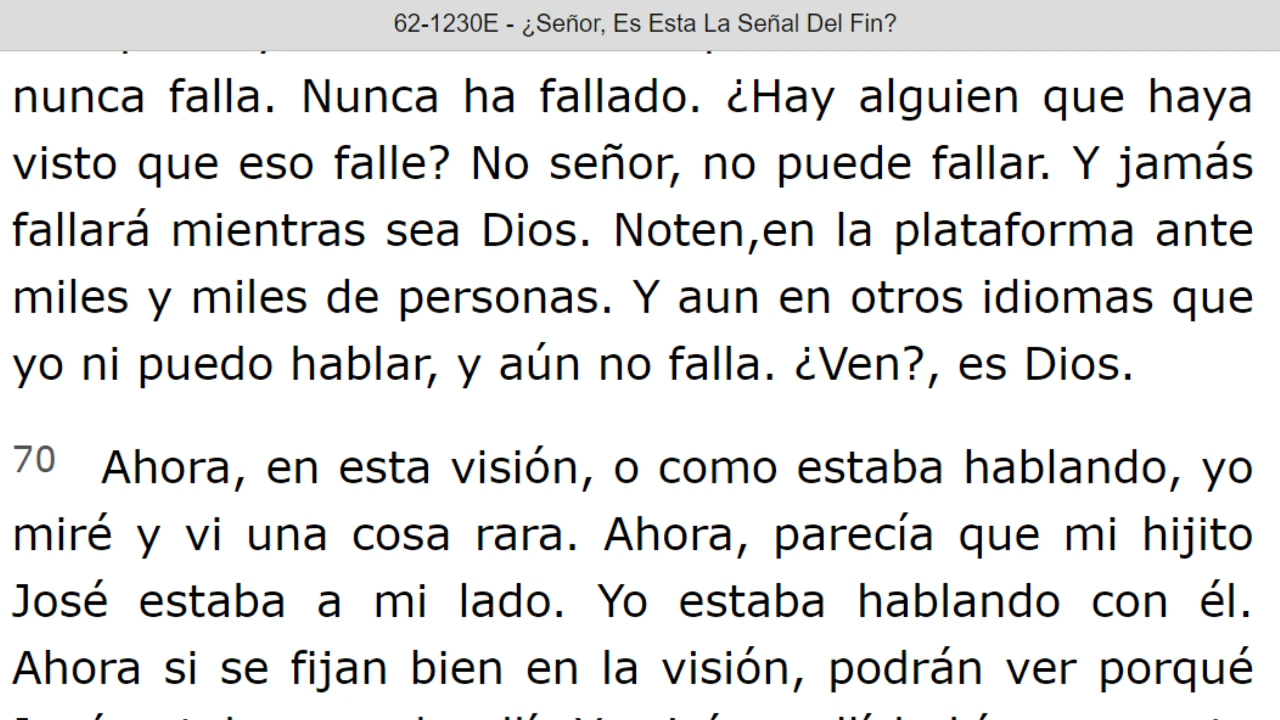 62-1230E - ¿Señor, Es Esta La Señal Del Fin?
nunca falla. Nunca ha fallado. ¿Hay alguien que haya
visto que eso falle? No señor, no puede fallar. Y jamás
fallará mientras sea Dios. Noten,en la plataforma ante
miles y miles de personas. Y aun en otros idiomas que
yo ni puedo hablar, y aún no falla. ¿Ven?, es Dios.
70 Ahora, en esta visión, o como estaba hablando, yo
miré y vi una cosa rara. Ahora, parecía que mi hijito
José estaba a mi lado. Yo estaba hablando con él.
Ahora si se fijan bien en la visión, podrán ver porqué